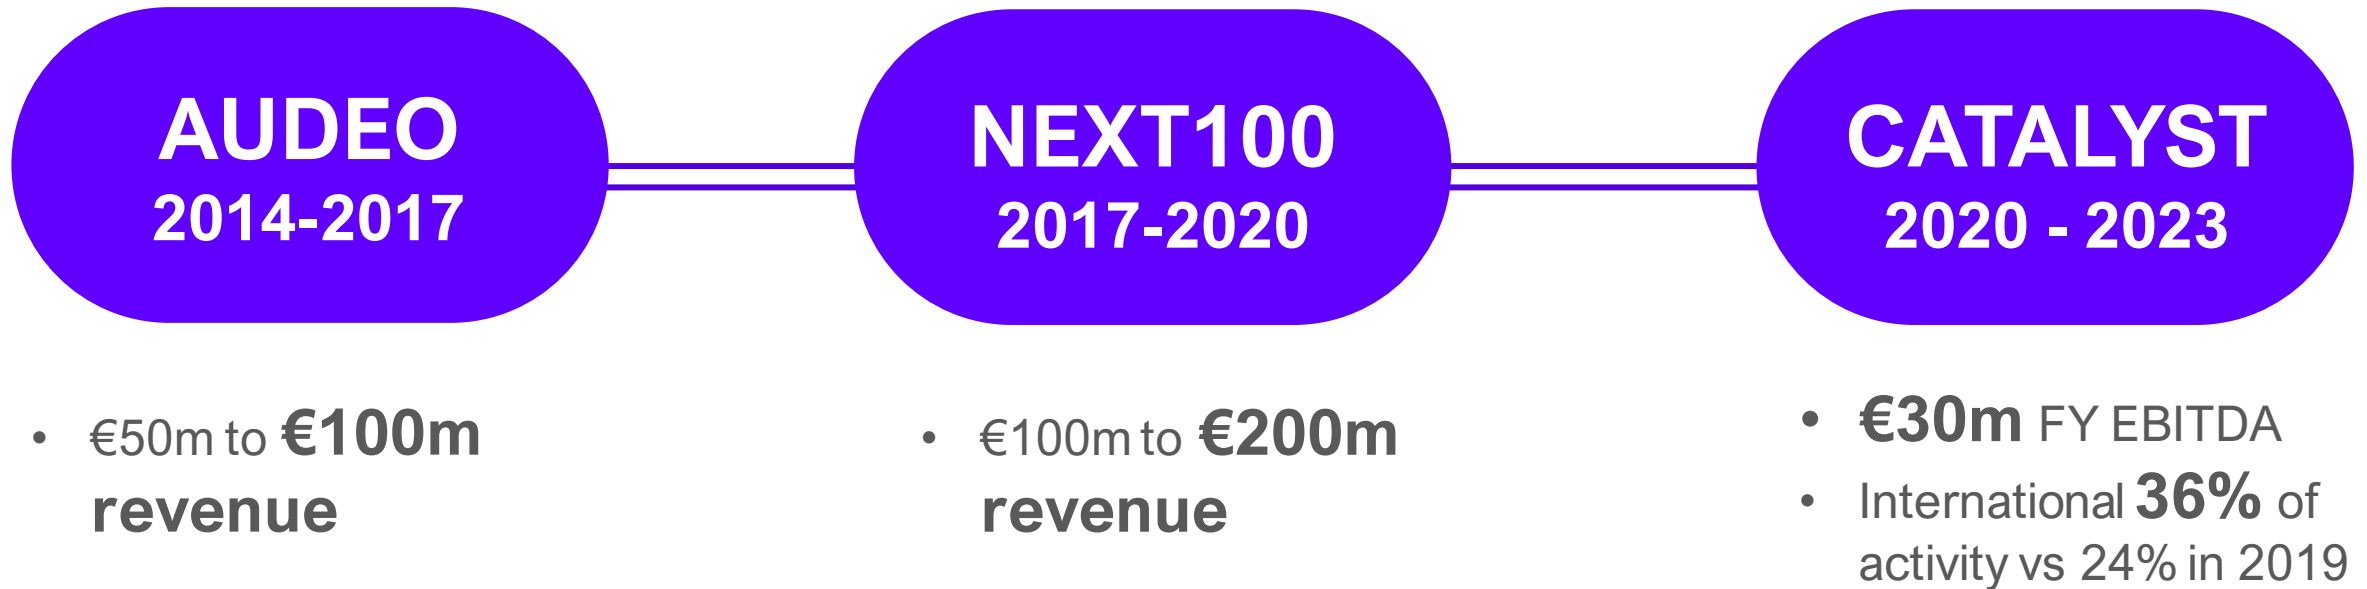 AUDEO
2014-2017
NEXT100
2017-2020
CATALYST
2020 - 2023
• €50m to €100m
revenue
• €100m to €200m
revenue
• €30m FY EBITDA
• International 36% of
activity vs 24% in 2019